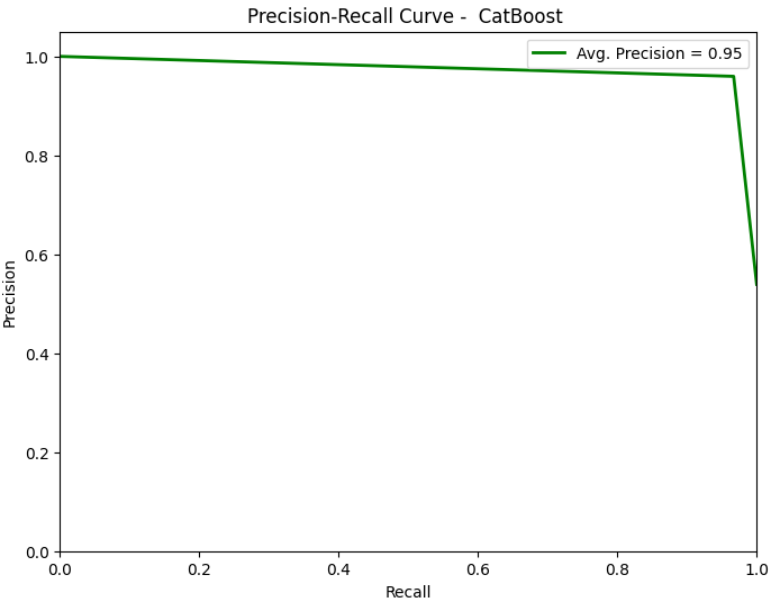 Precision-Recall Curve -  CatBoost
Avg. Precision = 0.95
1.0
0.8
0.6
0.4
0.2
0.0
Precision
0.0 0.2 0.4 0.6 0.8 1.0
Recall